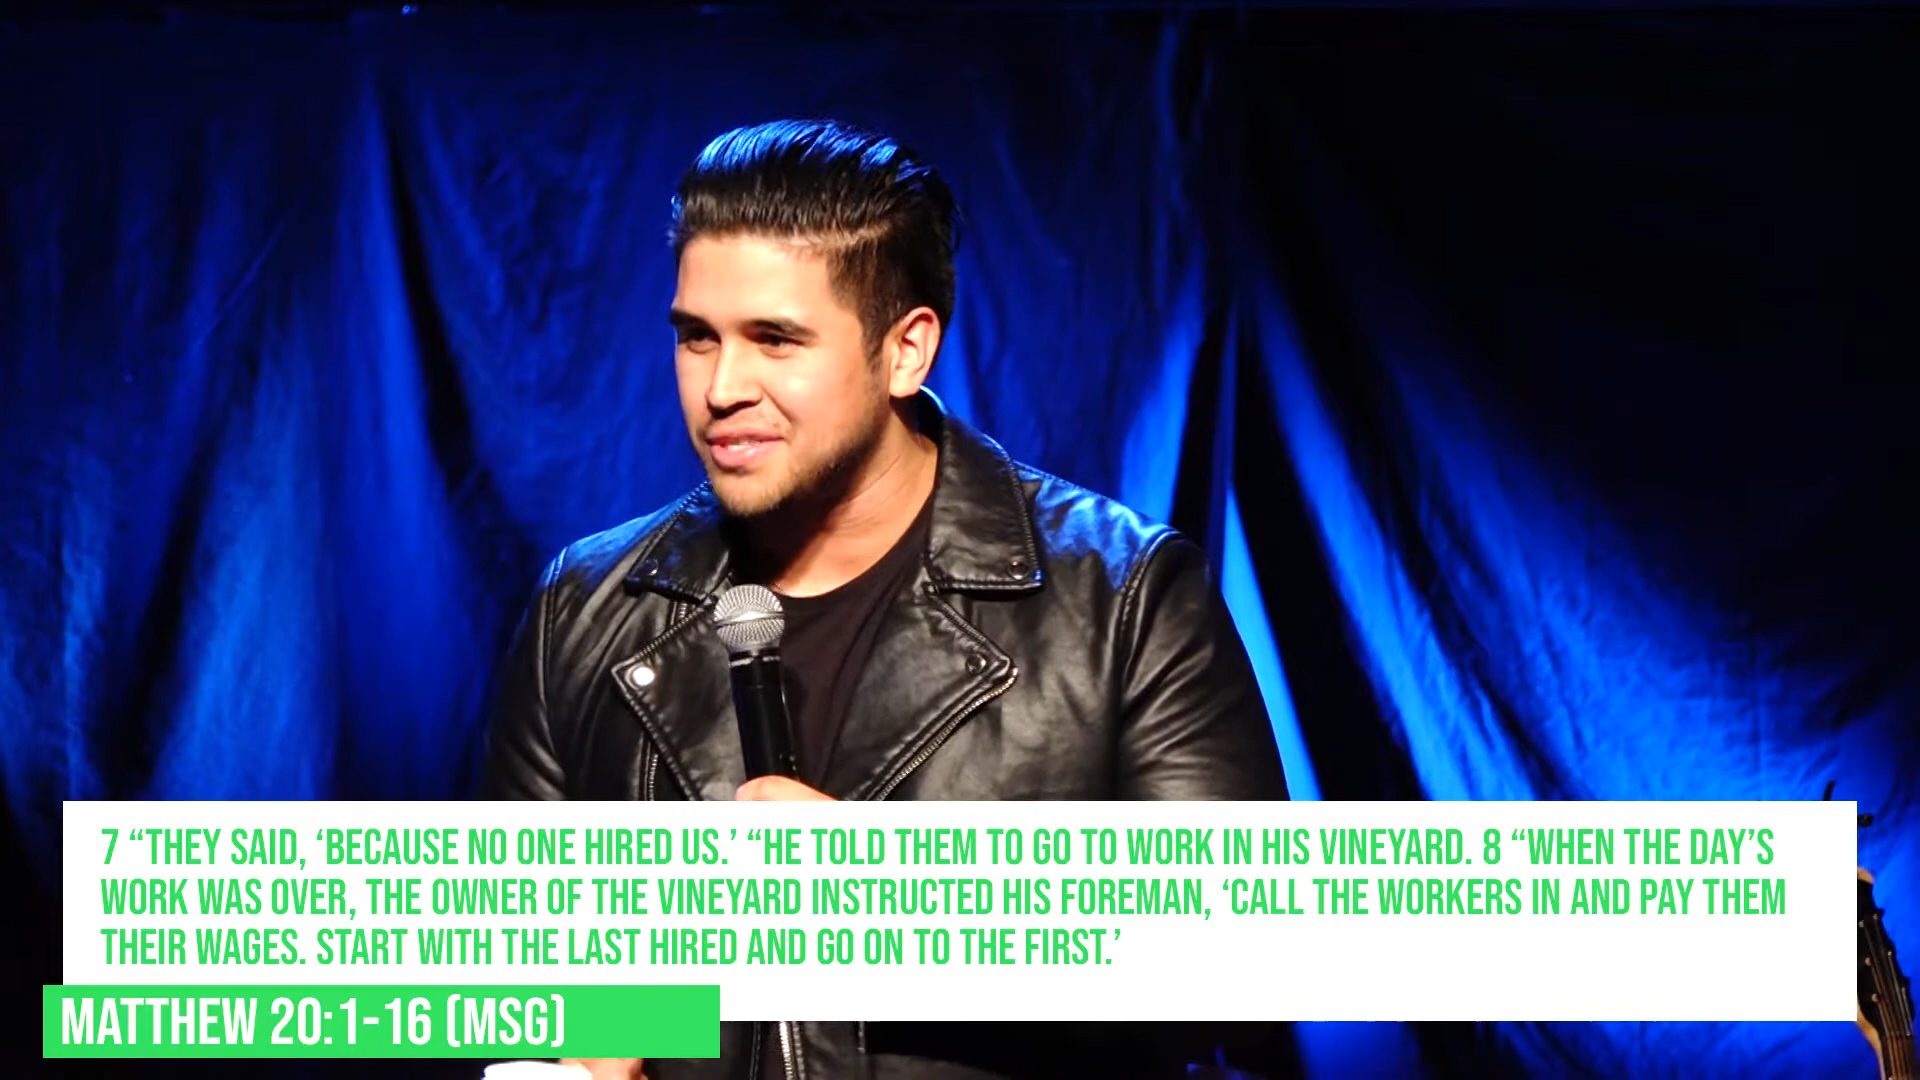 7 “THEY SAID, ‘BECAUSE NO ONE HIRED US.’ “HE TOLD THEM TO GO TO WORK IN HIS VINEYARD. 8 “WHEN THE DAY’S
WORK WAS OVER, THE OWNER OF THE VINEYARD INSTRUCTED HIS FOREMAN, ‘CALL THE WORKERS IN AND PAY THEM
THEIR WAGES. START WITH THE LAST HIRED AND GO ON TO THE FIRST.’
MATTHEW 20:1-16 (MSG)